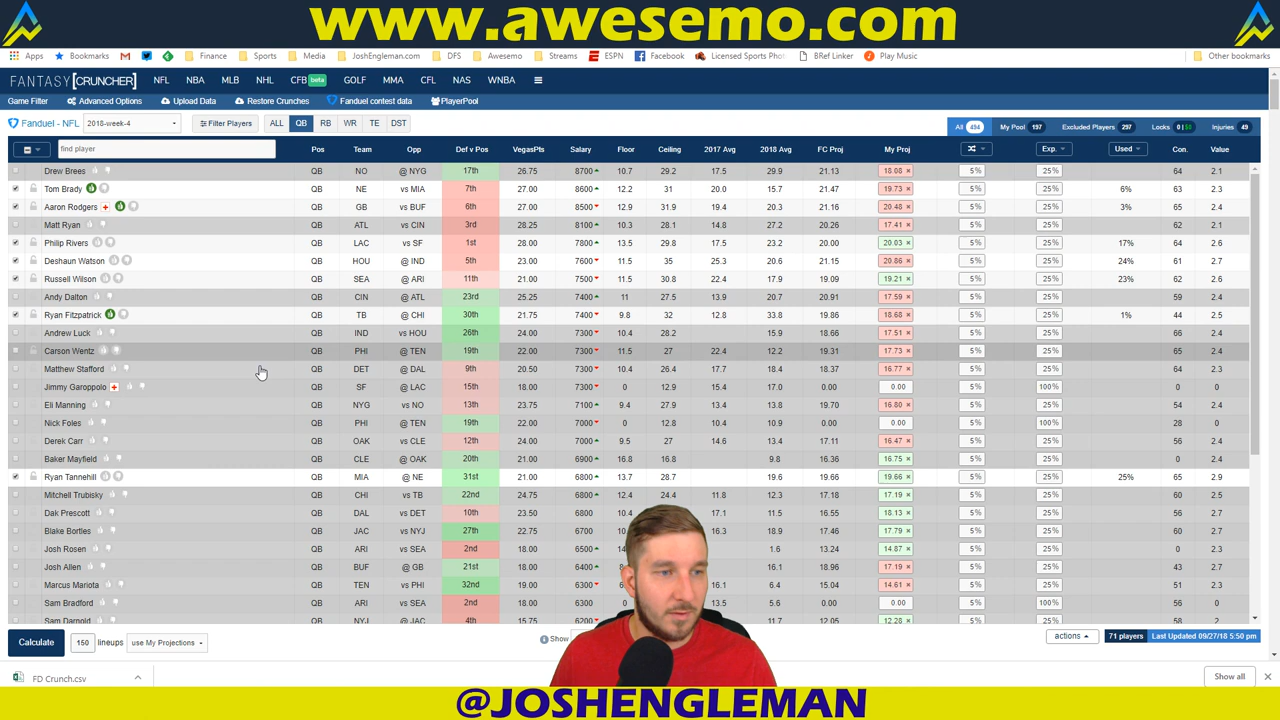 www.awesemo.com
Apps Bookmarks Finance Sports Media JoshEngleman.com DFS Awesemo Streams ESPN Facebook Licensed Sports Pho BRef Linker Play Music Other bookmarks
FANTASY [CRUNCHER] NFL NBA MLB NHL CFB beta GOLF MMA CFL NAS WNBA
Game Filter Advanced Options Upload Data Restore Crunches Fanduel contest data PlayerPool
Fanduel - NFL 2018-week-4 Filter Players ALL QB RB WR TE DST All 494 My Pool 197 Excluded Players 297 Locks 0 | $0 Injuries 49
find player Pos Team Opp Def v Pos VegasPts Salary Floor Ceiling 2017 Avg 2018 Avg FC Proj My Proj Exp. Used Con. Value
Drew Brees QB NO @ NYG 17th 26.75 8700 10.7 29.2 17.5 29.9 21.13 18.08 × 5% 25% 64 2.1
Tom Brady QB NE vs MIA 7th 27.00 8600 12.2 31 20.0 15.7 21.47 19.73 × 5% 25% 6% 63 2.3
Aaron Rodgers QB GB vs BUF 6th 27.00 8500 12.9 31.9 19.4 20.3 21.65 20.48 × 5% 25% 3% 65 2.4
Matt Ryan QB ATL vs CIN 3rd 28.25 8100 10.3 28.1 14.8 27.2 20.26 17.41 × 5% 25% 62 2.1
Philip Rivers QB LAC vs SF 1st 28.00 7800 13.5 29.8 17.5 23.2 20.00 20.03 × 5% 25% 17% 64 2.6
Deshaun Watson QB HOU @ IND 5th 23.00 7600 11.5 35 25.3 20.6 21.15 20.86 × 5% 25% 24% 61 2.7
Russell Wilson QB SEA @ ARI 11th 21.00 7500 11.5 30.8 22.4 17.9 19.21 19.21 × 5% 25% 23% 62 2.6
Andy Dalton QB CIN @ ATL 23rd 25.25 7400 11 27.5 13.9 20.7 20.91 17.59 × 5% 25% 59 2.4
Ryan Fitzpatrick QB TB @ CHI 30th 21.75 7400 9.8 32 12.8 33.8 19.86 18.68 × 5% 25% 1% 44 2.5
Andrew Luck QB IND vs HOU 26th 24.00 7300 10.4 28.2 15.9 18.66 17.51 × 5% 25% 66 2.4
Carson Wentz QB PHI @ TEN 19th 22.00 7300 11.5 27 22.4 12.2 19.31 17.73 × 5% 25% 65 2.4
Matthew Stafford QB DET @ DAL 9th 20.50 7300 10.4 26.4 17.7 18.4 18.37 16.77 × 5% 25% 64 2.3
Jimmy Garoppolo QB SF @ LAC 15th 18.00 7300 0 12.9 15.4 17.0 0.00 0.00 5% 100% 0 0
Eli Manning QB NYG vs NO 13th 23.75 7100 9.4 27.9 13.4 13.8 19.70 16.80 × 5% 25% 64 2.4
Nick Foles QB PHI @ TEN 19th 22.00 7000 0 12.8 10.4 10.9 0.00 0.00 5% 100% 28 0
Derek Carr QB OAK vs CLE 12th 24.00 7000 9.5 27 14.6 13.4 17.11 16.47 × 5% 25% 56 2.4
Baker Mayfield QB CLE @ OAK 20th 21.00 6900 16.8 16.8 9.8 16.36 16.75 × 5% 25% 56 2.4
Ryan Tannehill QB MIA @ NE 31st 21.00 6800 13.7 28.7 19.6 19.66 19.66 × 5% 25% 25% 65 2.9
Mitchell Trubisky QB CHI vs TB 22nd 24.75 6800 12.4 24.4 11.8 12.3 17.18 17.19 × 5% 25% 60 2.5
Dak Prescott QB DAL vs DET 10th 23.50 6800 17.1 11.5 16.55 18.13 × 5% 25% 56 2.7
Blake Bortles QB JAC vs NYJ 27th 22.75 16.2 18.9 17.46 17.79 × 5% 25% 60 2.7
Josh Rosen QB ARI vs SEA 2nd 18.00 6500 1.6 13.24 14.87 × 5% 25% 0 2.3
Josh Allen QB BUF @ GB 21st 18.00 6400 16.1 18.96 17.19 × 5% 25% 43 2.7
Marcus Mariota QB TEN vs PHI 32nd 19.00 6300 16.1 6.4 15.04 14.61 × 5% 25% 51 2.3
Sam Bradford QB ARI vs SEA 2nd 18.00 6300 0 17.3 5.6 0.00 0.00 5% 100% 56 0
Sam Darnold QB NYJ @ JAC 4th 15.00 6200 11.7 12.05 12.28 × 5% 25% 58 2
Calculate 150 lineups use My Projections Show actions 71 players Last Updated 09/27/18 5:50 pm
FD Crunch.csv Show all
@JOSHENGLEMAN